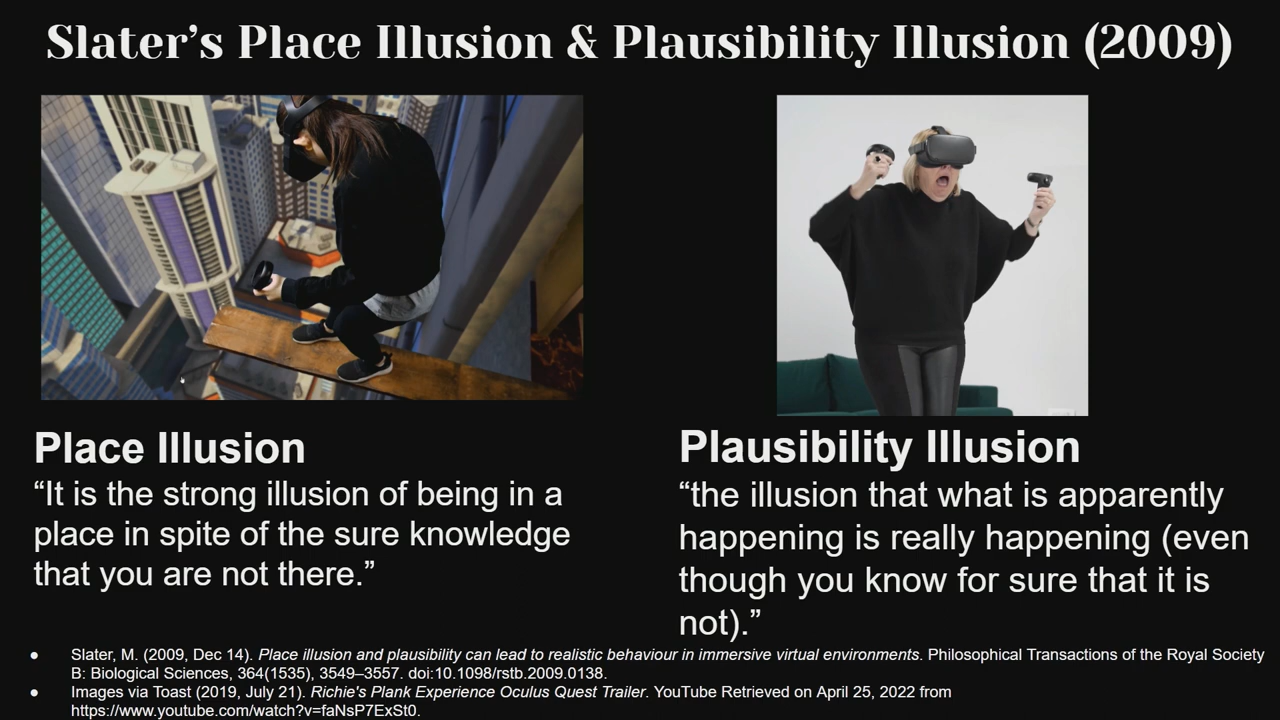 Slater’s Place Illusion & Plausibility Illusion (2009)
Place Illusion
“It is the strong illusion of being in a
place in spite of the sure knowledge
that you are not there.”
Plausibility Illusion
“the illusion that what is apparently
happening is really happening (even
though you know for sure that it is
not).”
● Slater, M. (2009, Dec 14). Place illusion and plausibility can lead to realistic behaviour in immersive virtual environments. Philosophical Transactions of the Royal Society
B: Biological Sciences, 364(1535), 3549–3557. doi:10.1098/rstb.2009.0138.
● Images via Toast (2019, July 21). Richie's Plank Experience Oculus Quest Trailer. YouTube Retrieved on April 25, 2022 from
https://www.youtube.com/watch?v=faNsP7ExSt0.